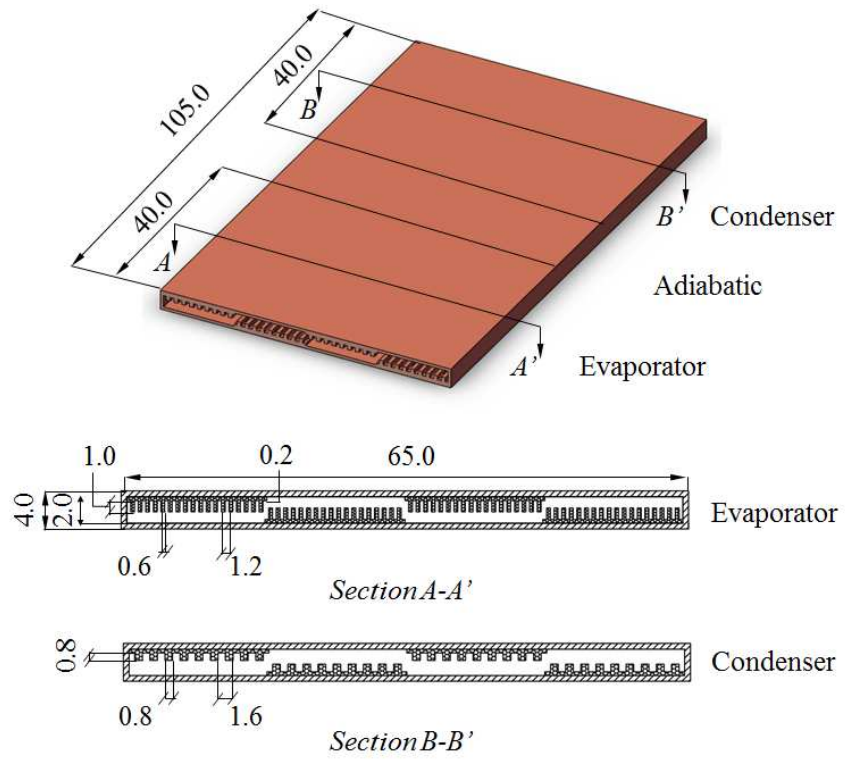 105.0
40.0
B
40.0
A
B’ Condenser
Adiabatic
A’ Evaporator
1.0 0.2 65.0
4.0 2.0 Evaporator
0.6 1.2
Section A-A’
0.8 Condenser
0.8 1.6
Section B-B’